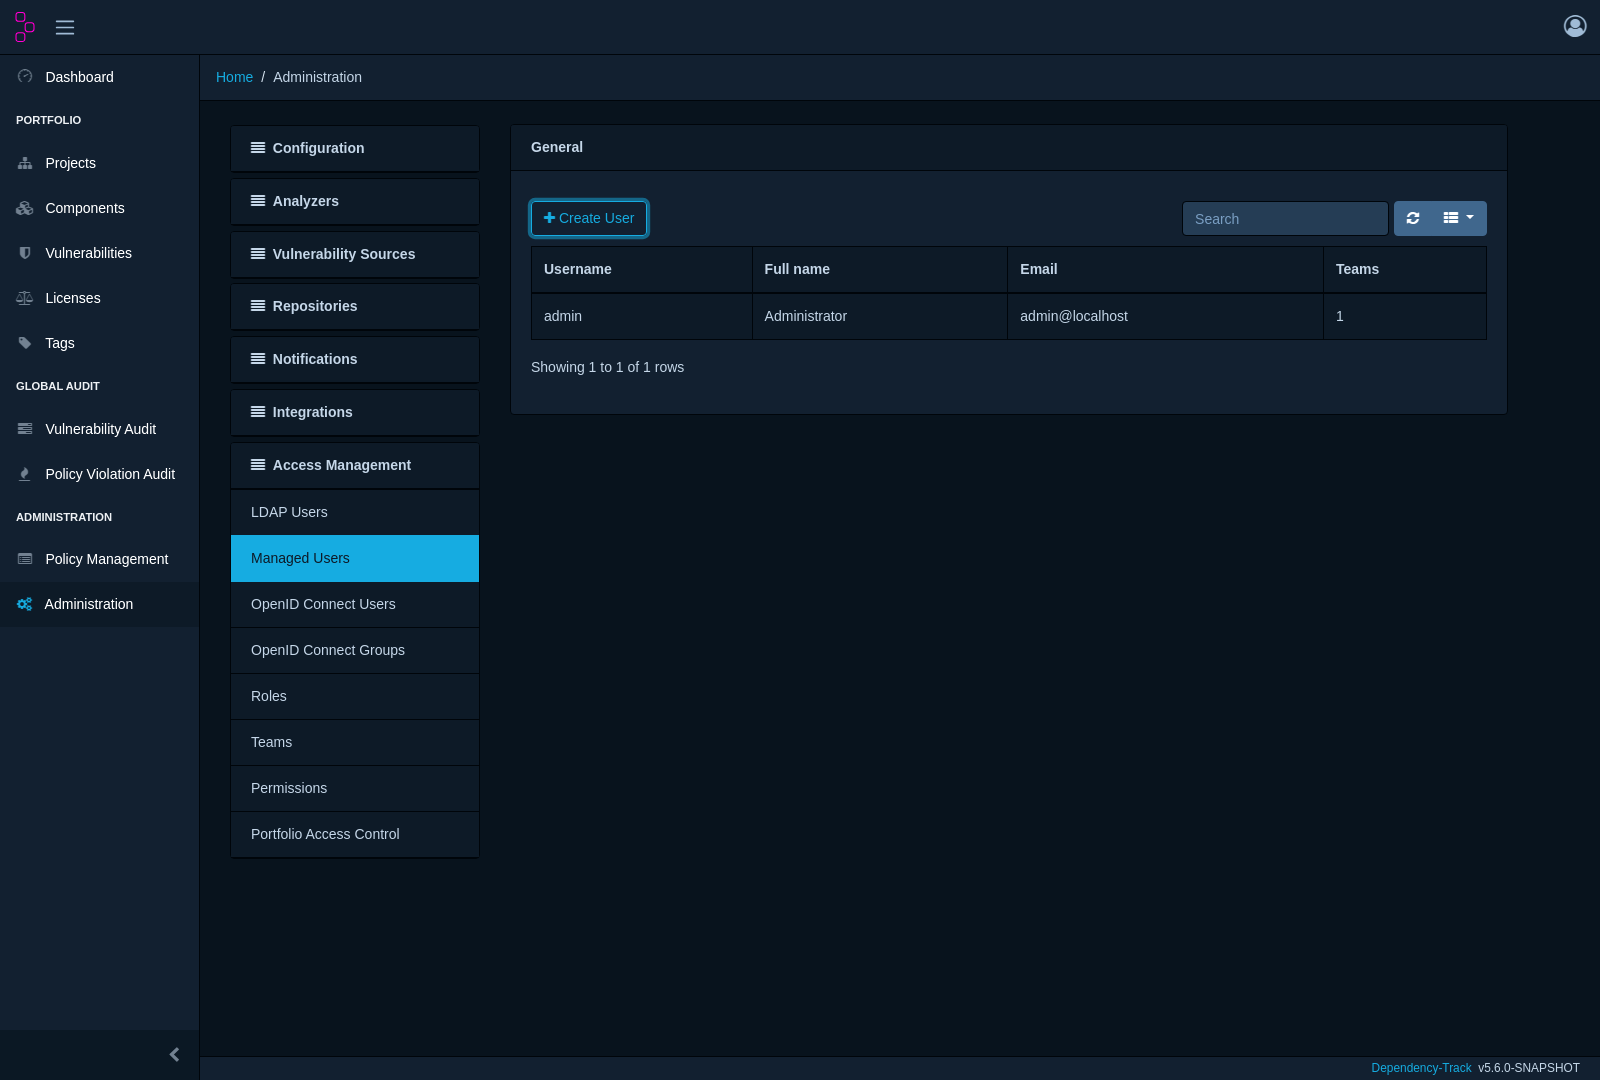 Dashboard
PORTFOLIO
Projects
Components
Vulnerabilities
Licenses
Tags
GLOBAL AUDIT
Vulnerability Audit
Policy Violation Audit
ADMINISTRATION
Policy Management
Administration
Home / Administration
Configuration
Analyzers
Vulnerability Sources
Repositories
Notifications
Integrations
Access Management
LDAP Users
Managed Users
OpenID Connect Users
OpenID Connect Groups
Roles
Teams
Permissions
Portfolio Access Control
General
Create User
Search
Username Full name Email Teams
admin Administrator admin@localhost 1
Showing 1 to 1 of 1 rows
Dependency-Track v5.6.0-SNAPSHOT